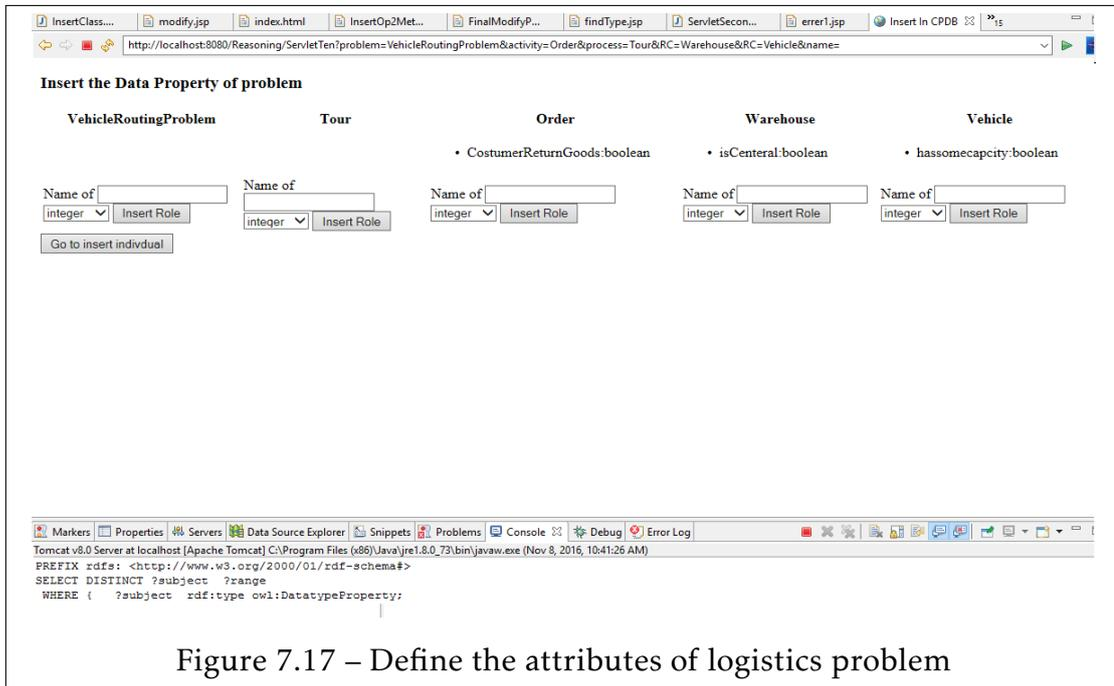 InsertClass.... modify.jsp index.html InsertOp2Met... FinalModifyP... findType.jsp ServletSecon... errer1.jsp Insert In CPDB 15
http://localhost:8080/Reasoning/ServletTen?problem=VehicleRoutingProblem&activity=Order&process=Tour&RC=Warehouse&RC=Vehicle&name=
Insert the Data Property of problem
VehicleRoutingProblem Tour Order Warehouse Vehicle
• CostumerReturnGoods:boolean • isCenteral:boolean • hassomecapcity:boolean
Name of Name of Name of Name of Name of
integer Insert Role integer Insert Role integer Insert Role integer Insert Role integer Insert Role
Go to insert indivdual
Markers Properties Servers Data Source Explorer Snippets Problems Console Debug Error Log
Tomcat v8.0 Server at localhost [Apache Tomcat] C:\Program Files (x86)\Java\jre1.8.0_73\bin\javaw.exe (Nov 8, 2016, 10:41:26 AM)
PREFIX rdfs: <http://www.w3.org/2000/01/rdf-schema#>
SELECT DISTINCT ?subject ?range
WHERE { ?subject rdf:type owl:DatatypeProperty;
Figure 7.17 – Define the attributes of logistics problem